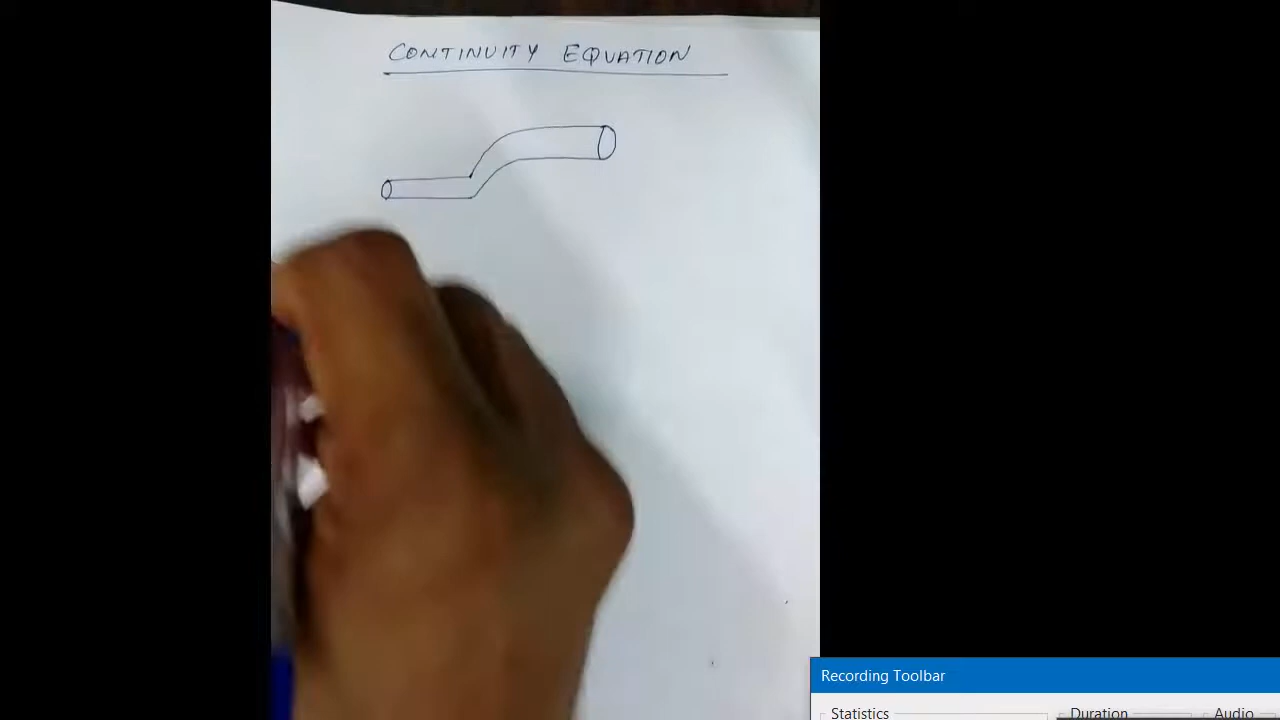 CONTINUITY EQUATION
Recording Toolbar
Statistics
Duration
Audio